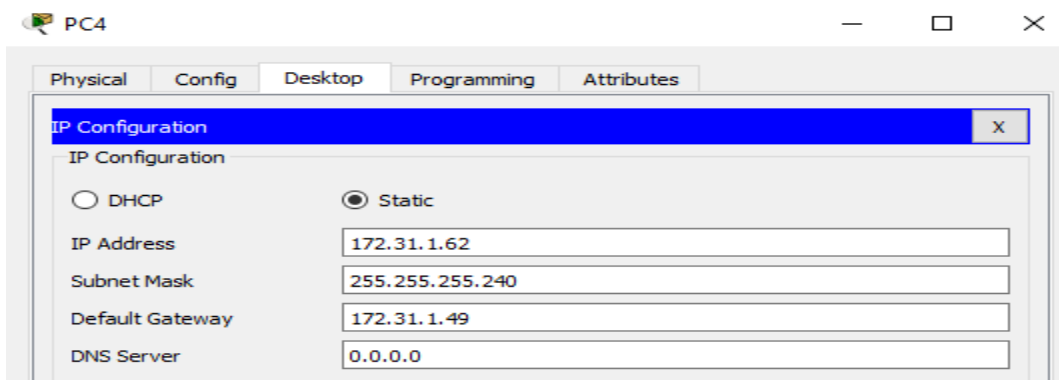 PC4
Physical Config Desktop Programming Attributes
IP Configuration X
IP Configuration
DHCP Static
IP Address 172.31.1.62
Subnet Mask 255.255.255.240
Default Gateway 172.31.1.49
DNS Server 0.0.0.0